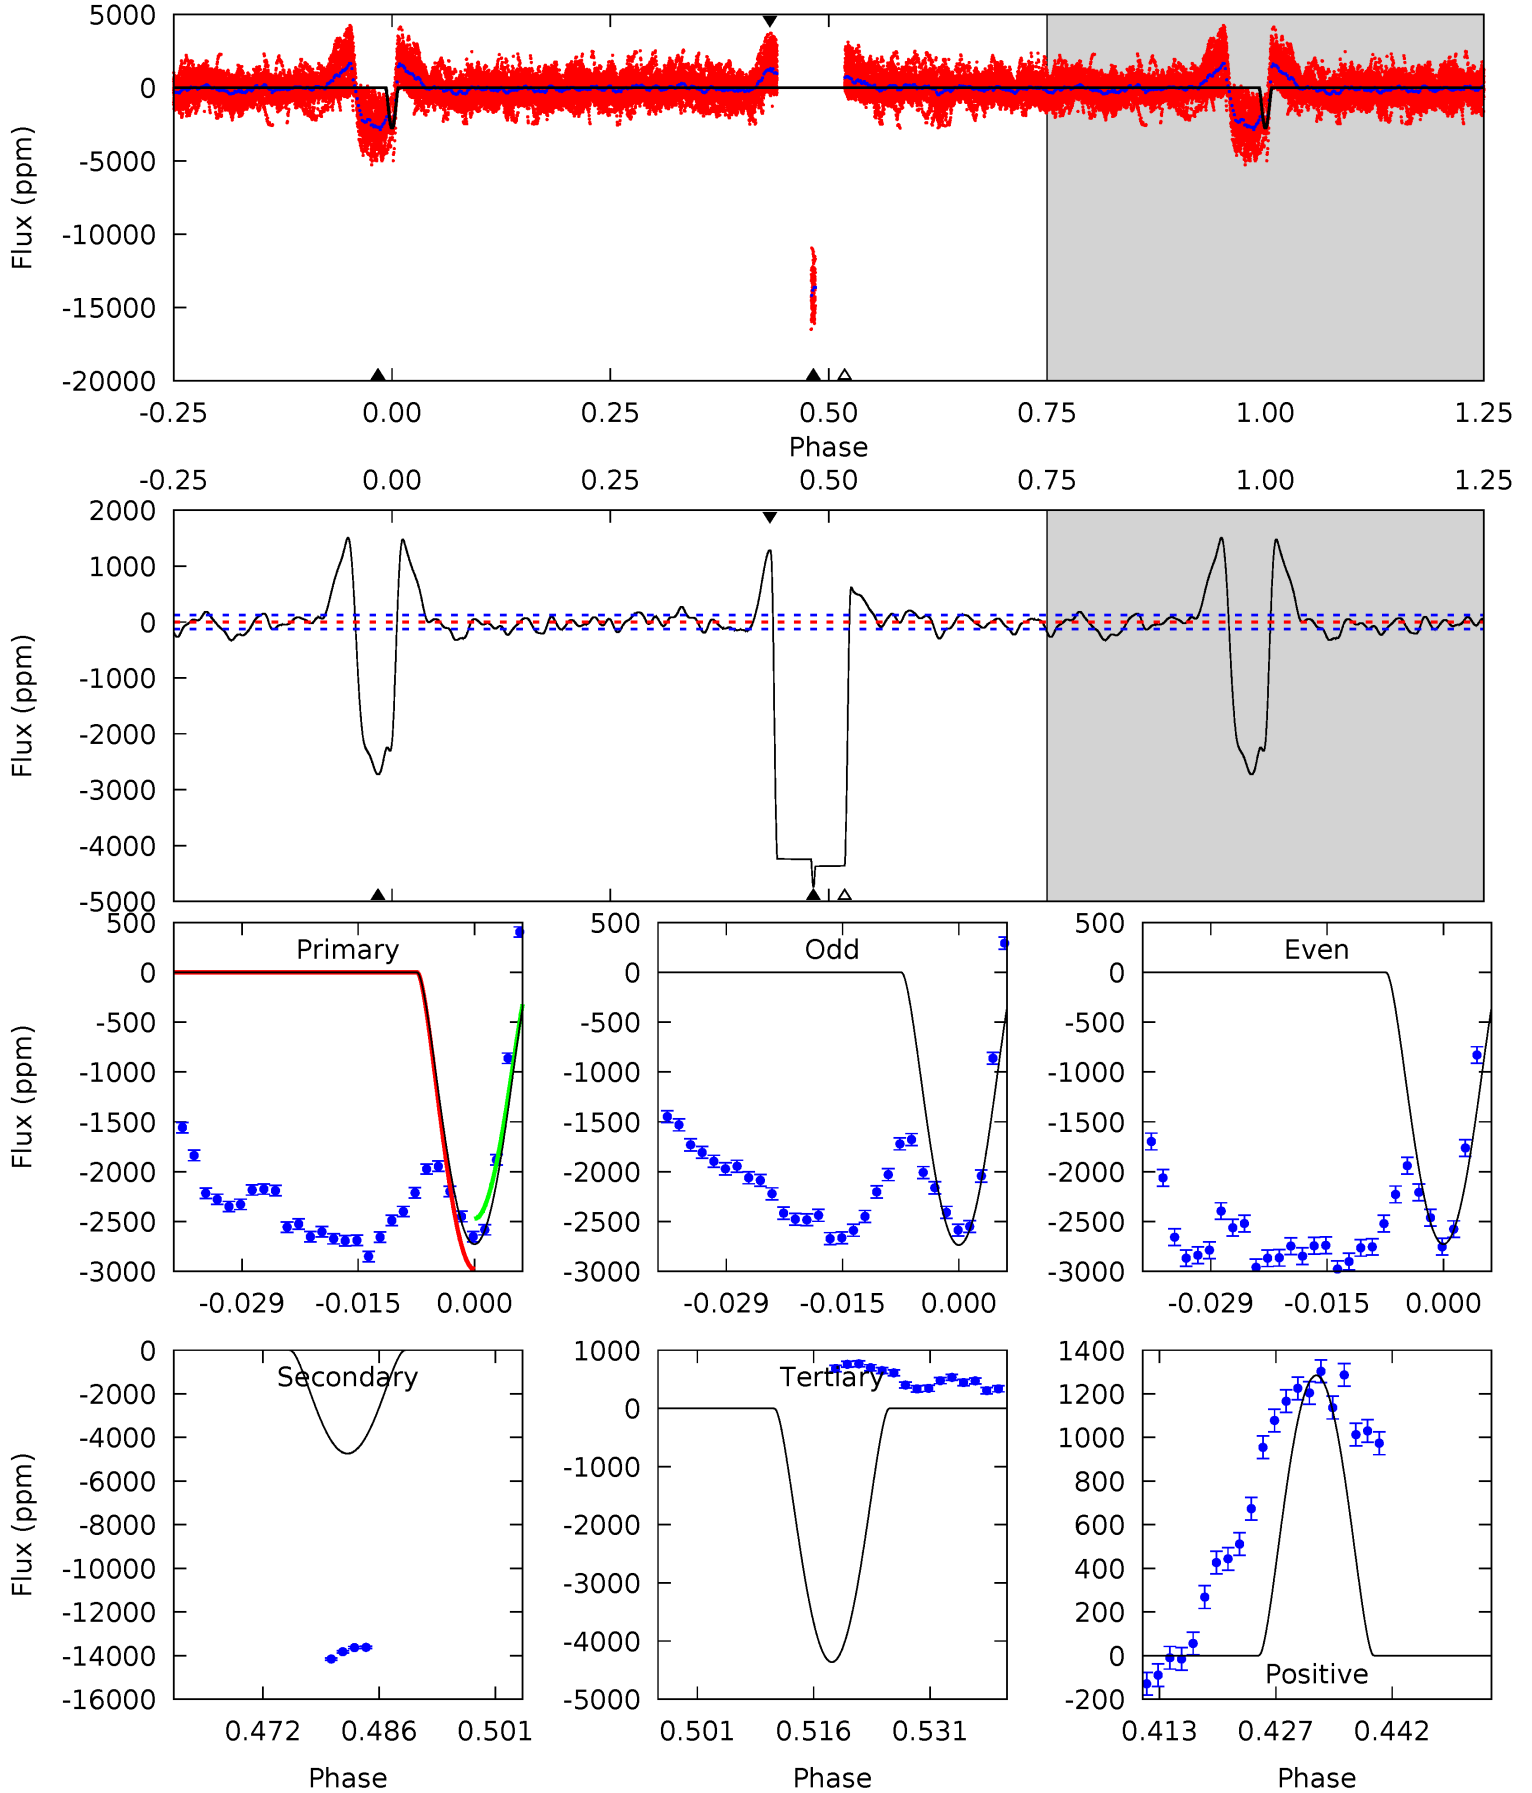 5000
0
-5000
-10000
-15000
-20000
Flux (ppm)
-0.25 0.00 0.25 0.50 0.75 1.00 1.25
Phase
-0.25 0.00 0.25 0.50 0.75 1.00 1.25
2000
1000
0
-1000
-2000
-3000
-4000
-5000
Flux (ppm)
Primary
500
0
-500
-1000
-1500
-2000
-2500
-3000
Flux (ppm)
-0.029 -0.015 0.000
Odd
500
0
-500
-1000
-1500
-2000
-2500
-3000
-0.029 -0.015 0.000
Even
500
0
-500
-1000
-1500
-2000
-2500
-3000
-0.029 -0.015 0.000
Secondary
0
-2000
-4000
-6000
-8000
-10000
-12000
-14000
-16000
Flux (ppm)
0.472 0.486 0.501
Phase
Tertiary
1000
0
-1000
-2000
-3000
-4000
-5000
0.501 0.516 0.531
Phase
1400
1200
1000
800
600
400
200
0
-200
Positive
0.413 0.427 0.442
Phase